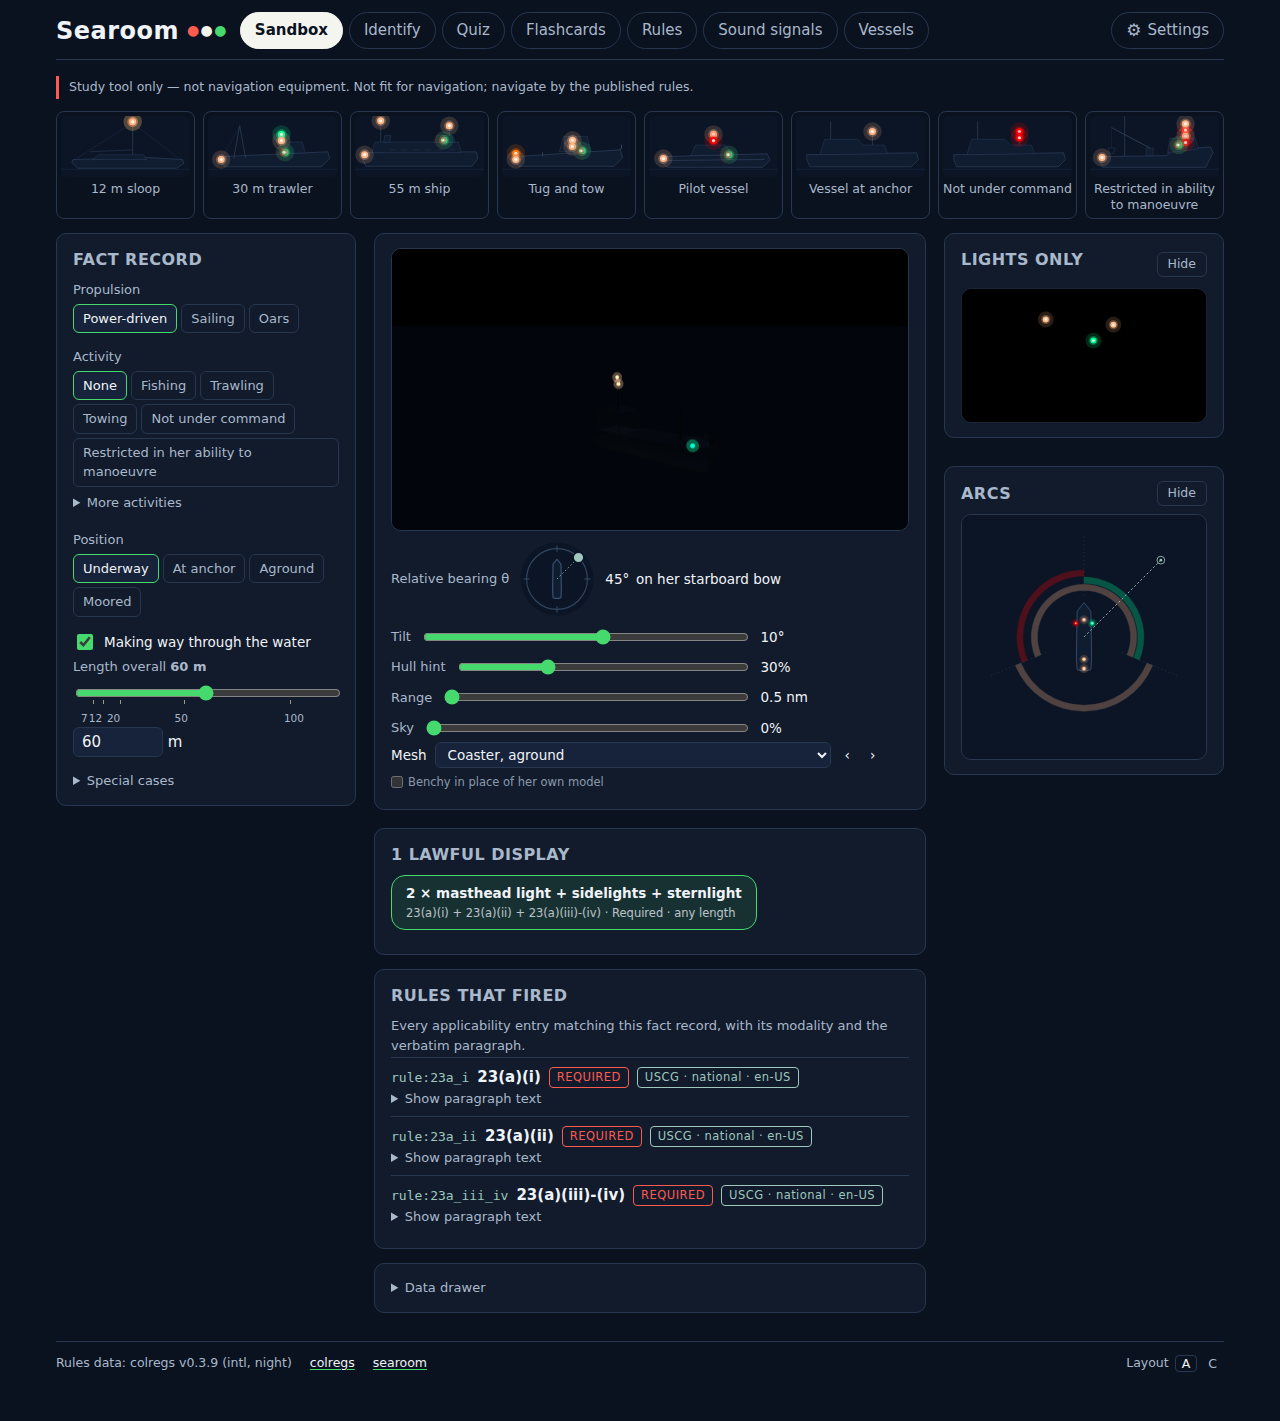 Searoom
Sandbox
Identify
Quiz
Flashcards
Rules
Sound signals
Vessels
⚙ Settings
Study tool only — not navigation equipment. Not fit for navigation; navigate by the published rules.
12 m sloop
30 m trawler
55 m ship
Tug and tow
Pilot vessel
Vessel at anchor
Not under command
Restricted in ability
to manoeuvre
FACT RECORD
Propulsion
Power-driven
Sailing
Oars
Activity
None
Fishing
Trawling
Towing
Not under command
Restricted in her ability to
manoeuvre
More activities
Position
Underway
At anchor
Aground
Moored
Making way through the water
Length overall 60 m
7 12 20 50 100
60 m
Special cases
Relative bearing θ
45° on her starboard bow
Tilt 10°
Hull hint 30%
Range 0.5 nm
Sky 0%
Mesh Coaster, aground ‹ ›
Benchy in place of her own model
1 LAWFUL DISPLAY
2 × masthead light + sidelights + sternlight
23(a)(i) + 23(a)(ii) + 23(a)(iii)-(iv) · Required · any length
RULES THAT FIRED
Every applicability entry matching this fact record, with its modality and the
verbatim paragraph.
rule:23a_i 23(a)(i) REQUIRED USCG · national · en-US
Show paragraph text
rule:23a_ii 23(a)(ii) REQUIRED USCG · national · en-US
Show paragraph text
rule:23a_iii_iv 23(a)(iii)-(iv) REQUIRED USCG · national · en-US
Show paragraph text
Data drawer
LIGHTS ONLY
Hide
ARCS
Hide
Rules data: colregs v0.3.9 (intl, night) colregs searoom
Layout A C